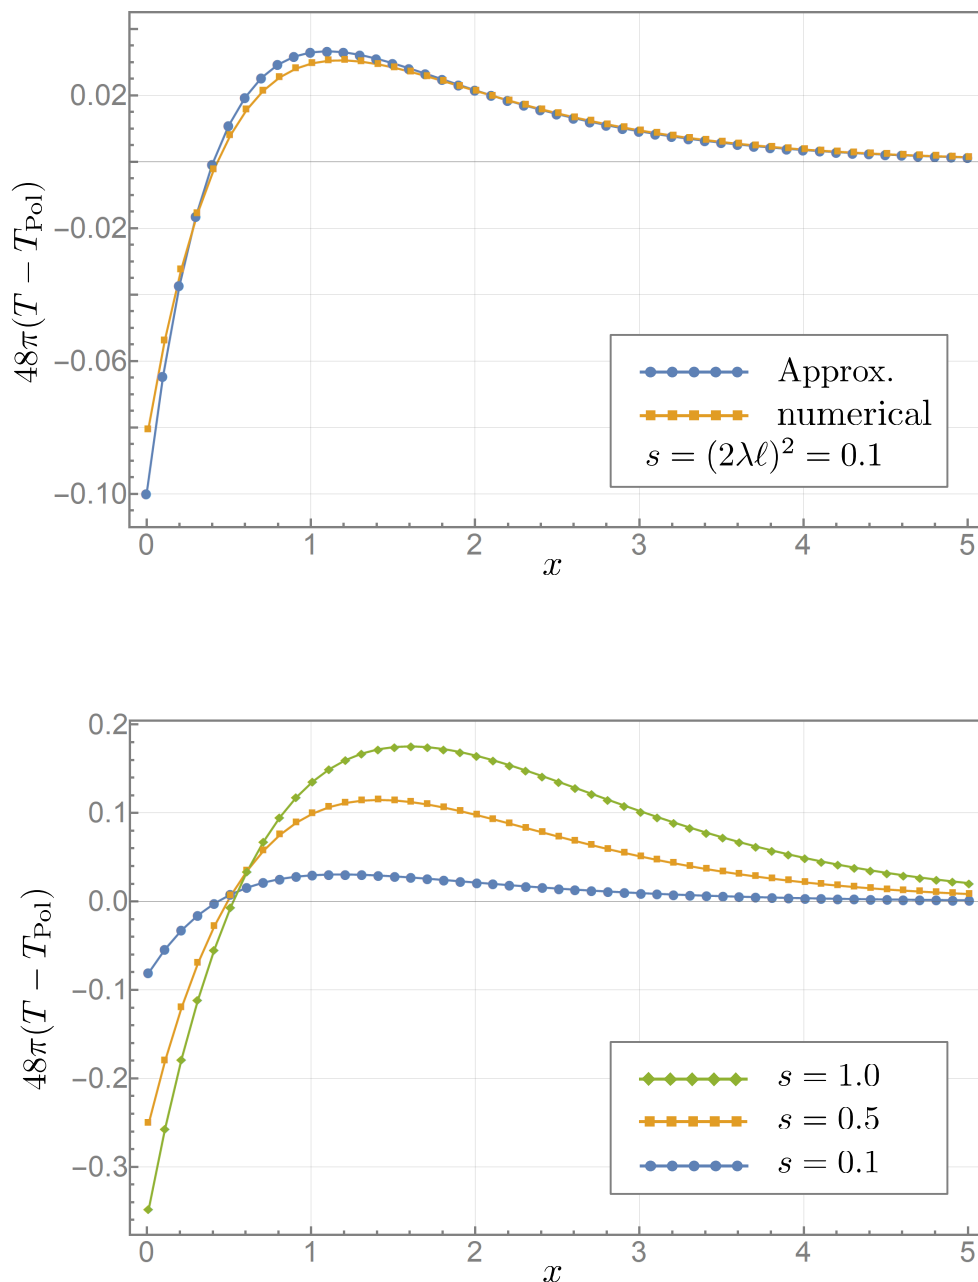 48π(T − T_Pol)
0.02
−0.02
−0.06
−0.10
Approx.
numerical
s = (2λℓ)² = 0.1
0 1 2 3 4 5
x
48π(T − T_Pol)
0.2
0.1
0.0
−0.1
−0.2
−0.3
s = 1.0
s = 0.5
s = 0.1
0 1 2 3 4 5
x